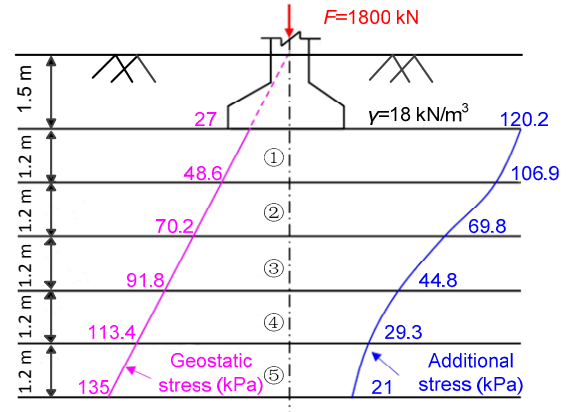 F=1800 kN
1.5 m
27
γ=18 kN/m³
120.2
1.2 m
①
48.6
106.9
1.2 m
②
70.2
69.8
1.2 m
③
91.8
44.8
1.2 m
④
113.4
29.3
1.2 m
Geostatic
stress (kPa)
⑤
Additional
stress (kPa)
135
21